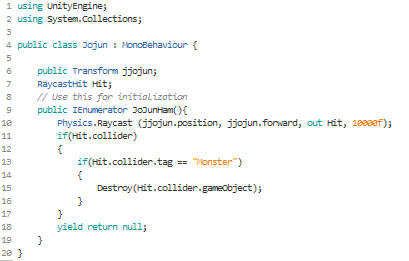 1 using UnityEngine;
2 using System.Collections;
3
4 public class Jojun : MonoBehaviour {
5
6     public Transform jjojun;
7     RaycastHit Hit;
8     // Use this for initialization
9     public IEnumerator JoJunHam(){
10         Physics.Raycast (jjojun.position, jjojun.forward, out Hit, 10000f);
11         if(Hit.collider)
12         {
13             if(Hit.collider.tag == "Monster")
14             {
15                 Destroy(Hit.collider.gameObject);
16             }
17         }
18         yield return null;
19     }
20 }